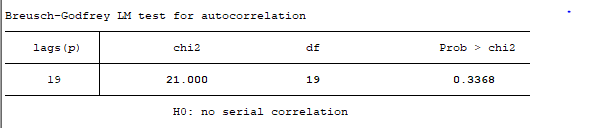 Breusch-Godfrey LM test for autocorrelation
lags(p) chi2 df Prob > chi2
19 21.000 19 0.3368
H0: no serial correlation